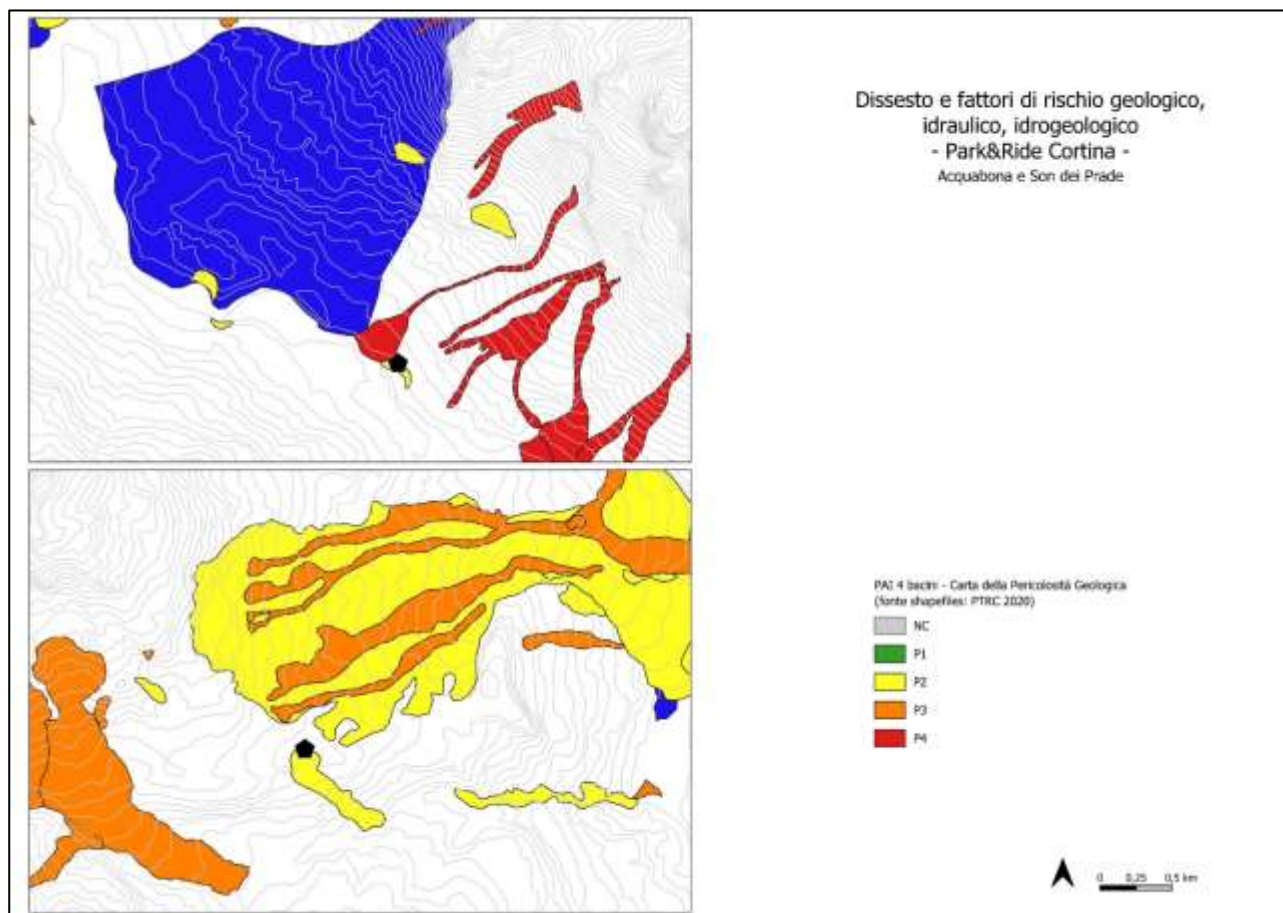 Dissesto e fattori di rischio geologico,
idraulico, idrogeologico
- Park&Ride Cortina -
Acquabona e Son dei Prade
PAI 4 bacini - Carta della Pericolosità Geologica
(fonte shapefiles: PTRC 2020)
NC
P1
P2
P3
P4
0 0,25 0,5 km